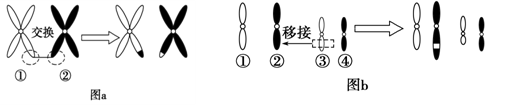 交换
① ②
图a
移接
① ② ③ ④
图b